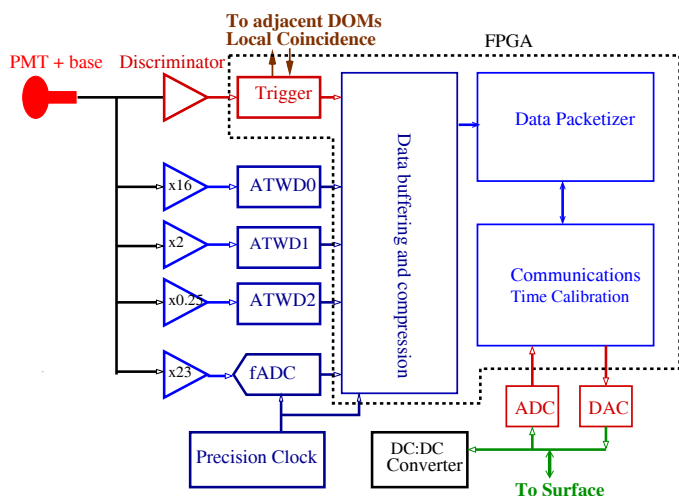 To adjacent DOMs
Local Coincidence
FPGA
PMT + base
Discriminator
Trigger
Data buffering and compression
Data Packetizer
x16
ATWD0
x2
ATWD1
Communications
Time Calibration
x0.25
ATWD2
x23
fADC
ADC
DAC
Precision Clock
DC:DC
Converter
To Surface